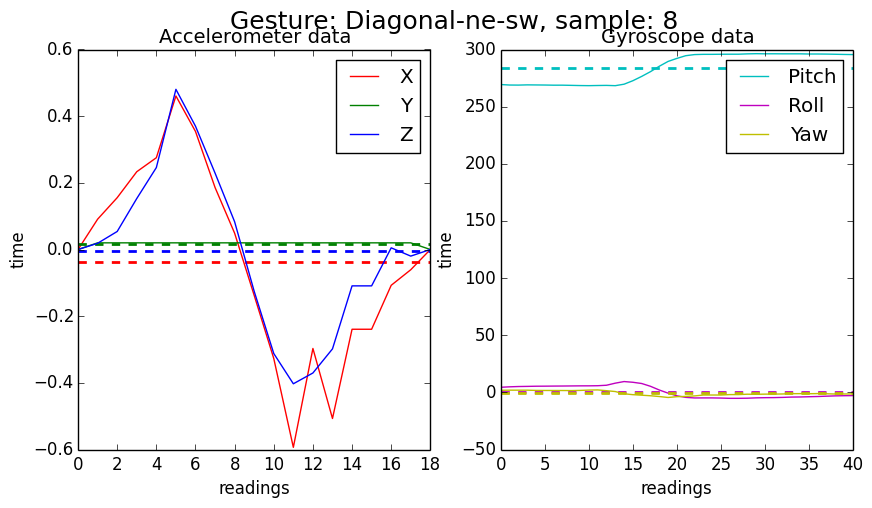 Gesture: Diagonal-ne-sw, sample: 8
Accelerometer data
0.6
0.4
0.2
0.0
−0.2
−0.4
−0.6
time
X
Y
Z
0 2 4 6 8 10 12 14 16 18
readings
Gyroscope data
300
250
200
150
100
50
0
−50
time
Pitch
Roll
Yaw
0 5 10 15 20 25 30 35 40
readings